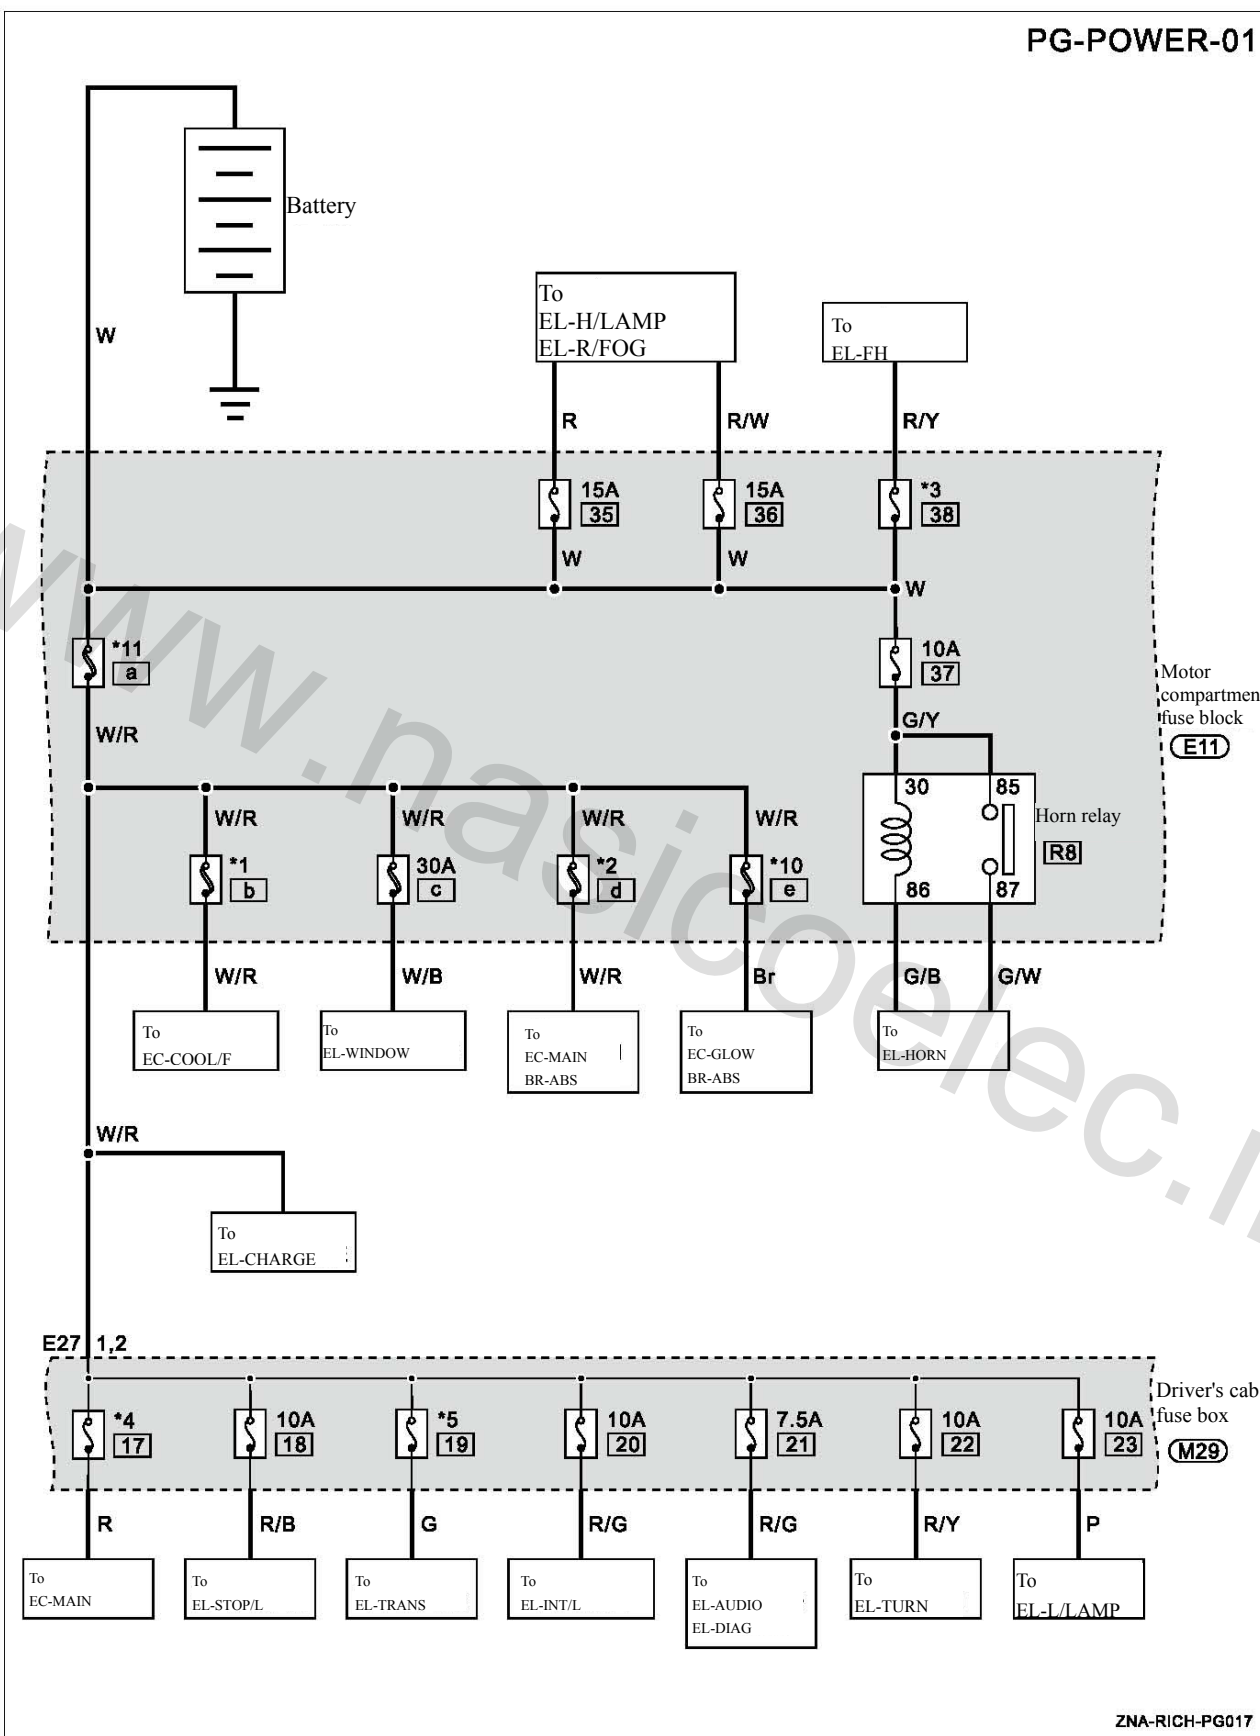 PG-POWER-01
Battery
W
To
EL-H/LAMP
EL-R/FOG
To
EL-FH
R
R/W
R/Y
15A
35
15A
36
*3
38
W
W
W
*11
a
10A
37
Motor
compartmen
fuse block
E11
W/R
G/Y
30
85
Horn relay
R8
86
87
W/R
W/R
W/R
W/R
*1
b
30A
c
*2
d
*10
e
W/R
W/B
W/R
Br
G/B
G/W
To
EC-COOL/F
To
EL-WINDOW
To
EC-MAIN
BR-ABS
To
EC-GLOW
BR-ABS
To
EL-HORN
W/R
To
EL-CHARGE
E27
1,2
Driver's cab
fuse box
M29
*4
17
10A
18
*5
19
10A
20
7.5A
21
10A
22
10A
23
R
R/B
G
R/G
R/G
R/Y
P
To
EC-MAIN
To
EL-STOP/L
To
EL-TRANS
To
EL-INT/L
To
EL-AUDIO
EL-DIAG
To
EL-TURN
To
EL-L/LAMP
ZNA-RICH-PG017
www.nasicoelec.